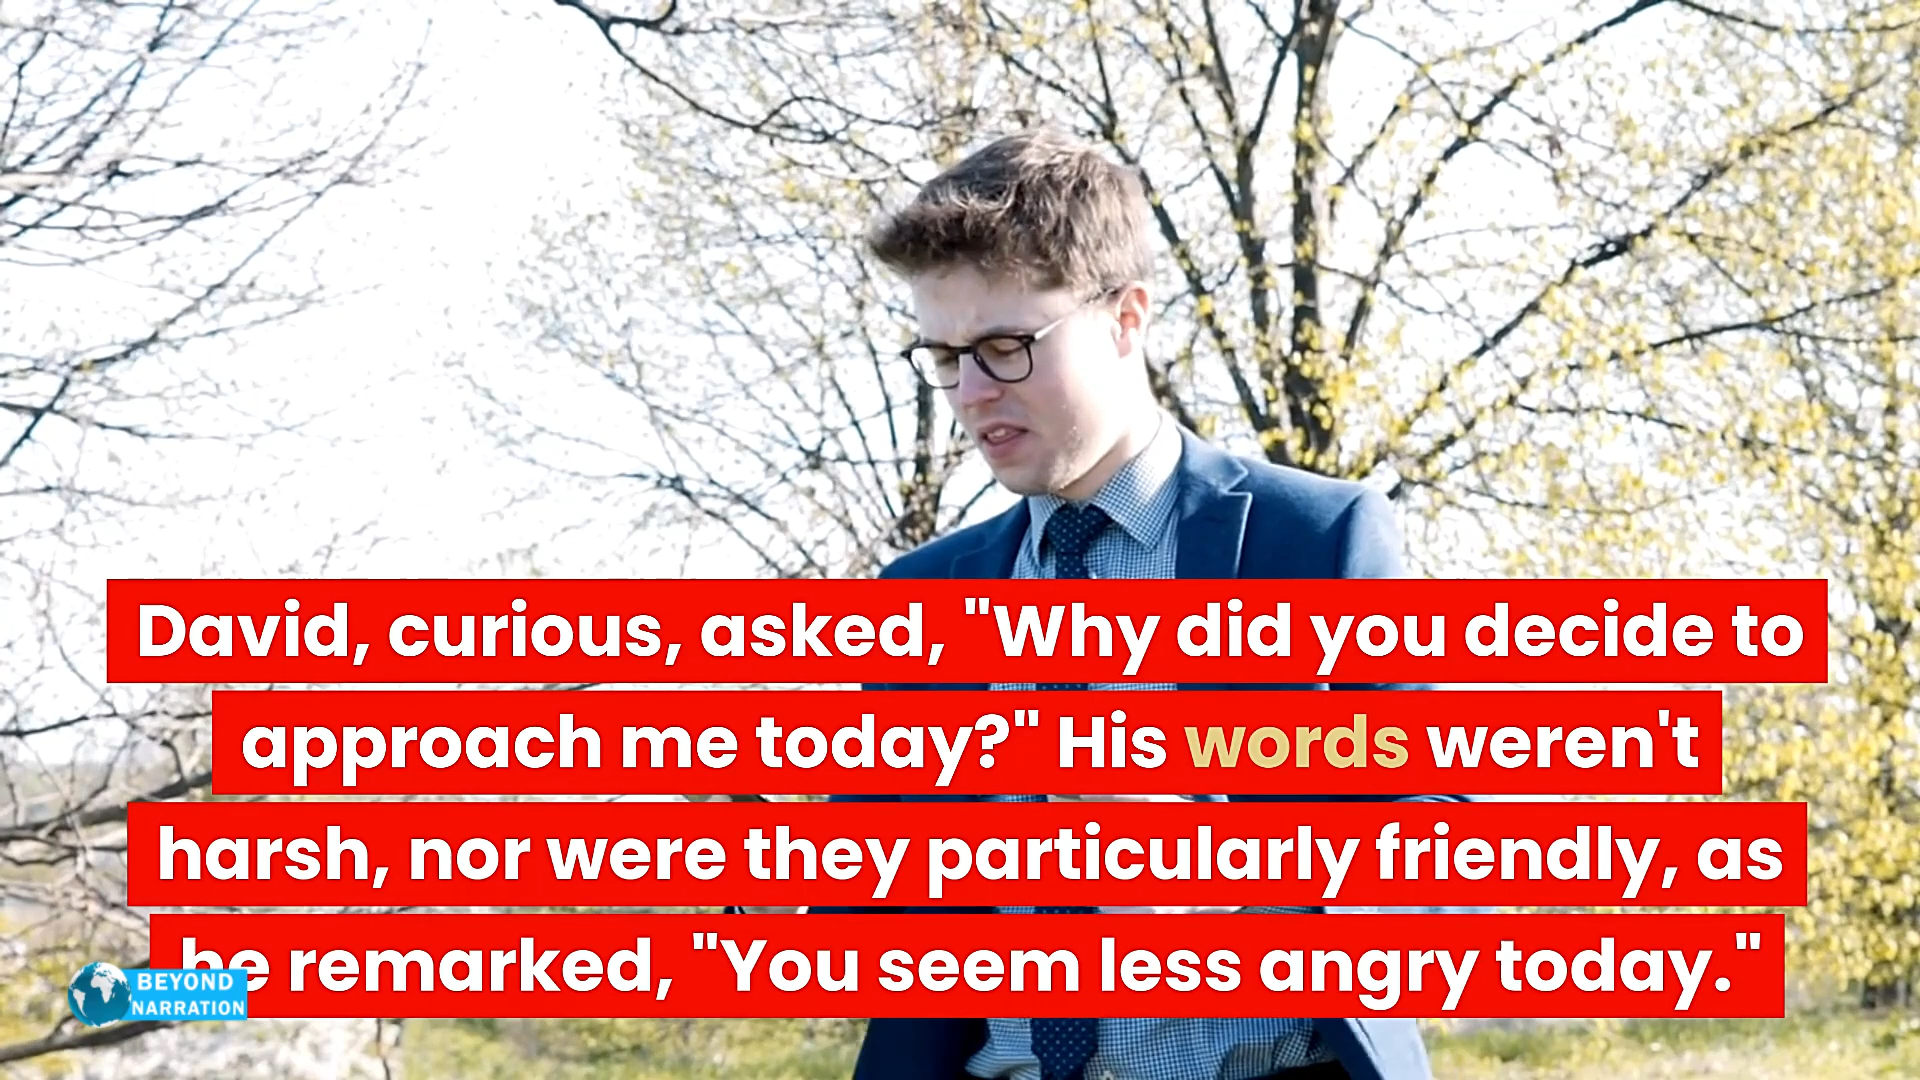 David, curious, asked, "Why did you decide to
approach me today?" His words weren't
harsh, nor were they particularly friendly, as
he remarked, "You seem less angry today."
BEYOND
NARRATION